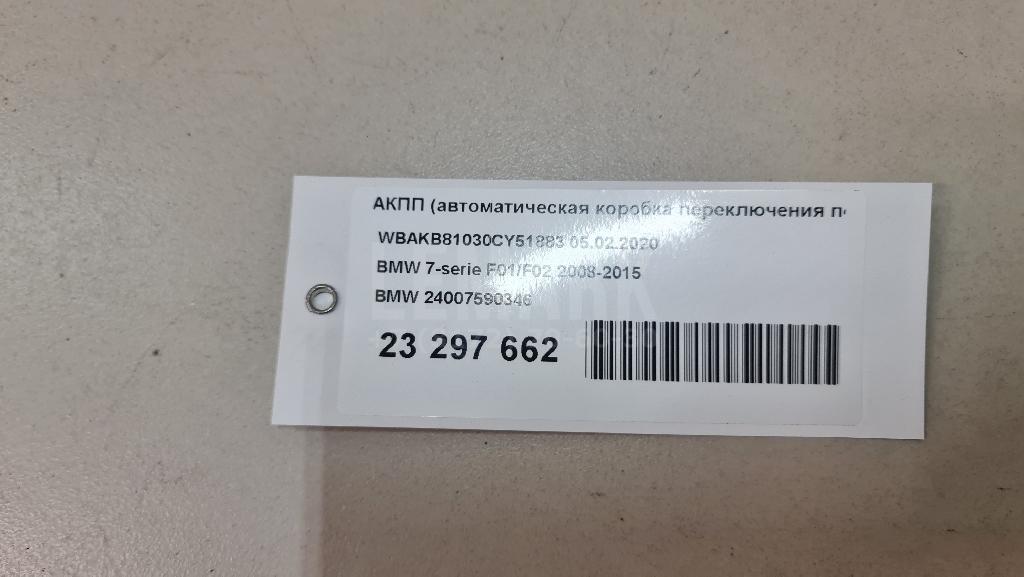 АКПП (автоматическая коробка переключения п
WBAKB81030CY51883 05.02.2020
BMW 7-serie F01/F02 2008-2015
BMW 24007590346
23 297 662